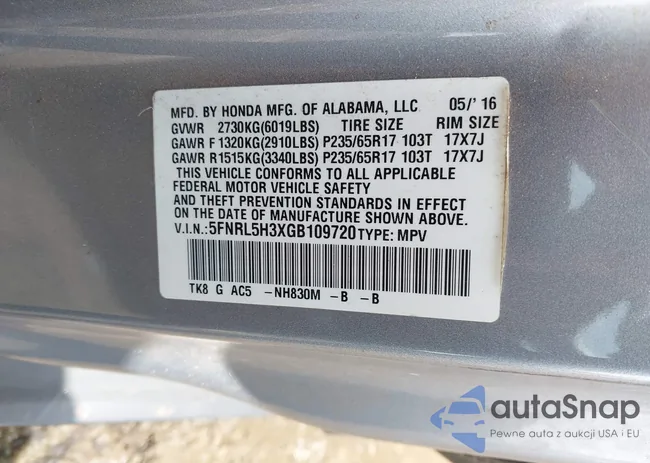 MFD. BY HONDA MFG. OF ALABAMA, LLC 05/' 16
GVWR 2730KG(6019LBS) TIRE SIZE RIM SIZE
GAWR F 1320KG(2910LBS) P235/65R17 103T 17X7J
GAWR R1515KG(3340LBS) P235/65R17 103T 17X7J
THIS VEHICLE CONFORMS TO ALL APPLICABLE
FEDERAL MOTOR VEHICLE SAFETY
AND THEFT PREVENTION STANDARDS IN EFFECT
ON THE DATE OF MANUFACTURE SHOWN ABOVE.
V.I.N.:5FNRL5H3XGB109720 TYPE: MPV
TK8 G AC5 -NH830M -B -B
autaSnap
Pewne auta z aukcji USA i EU